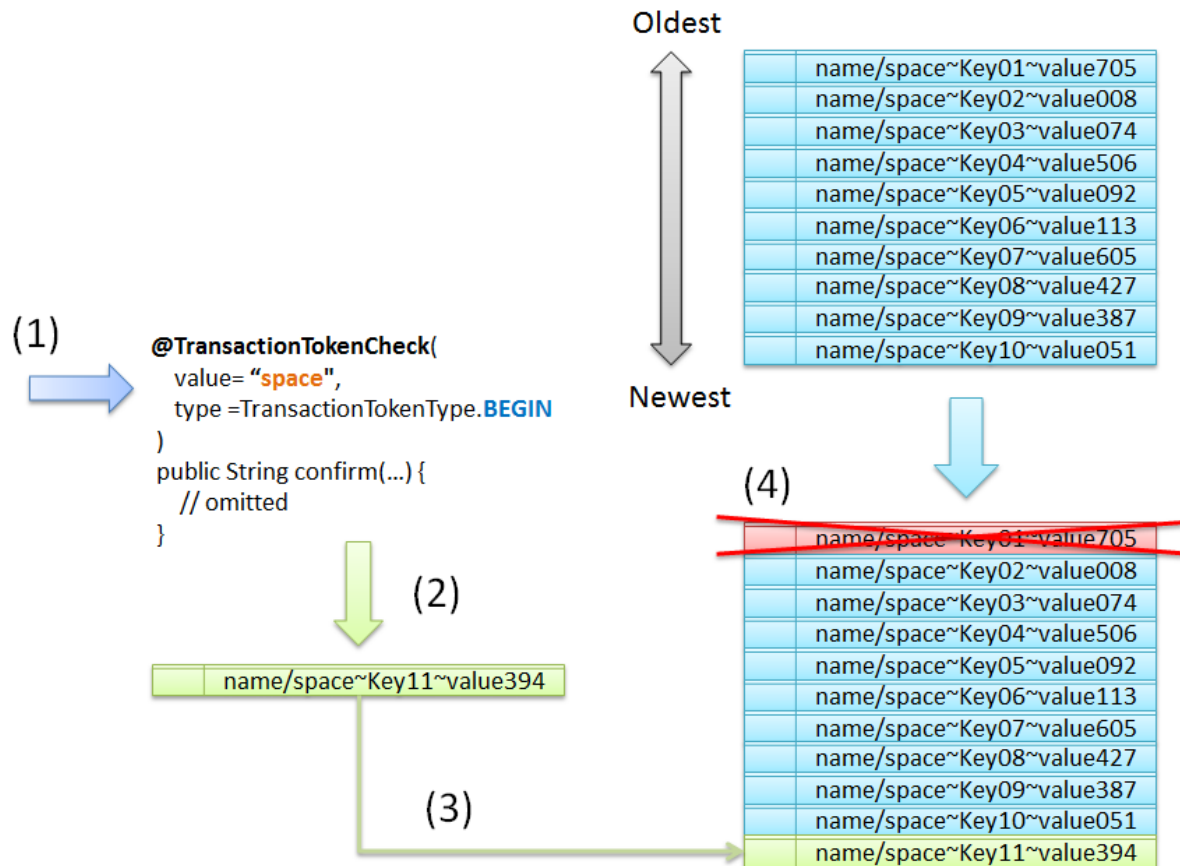 Oldest
name/space~Key01~value705
name/space~Key02~value008
name/space~Key03~value074
name/space~Key04~value506
name/space~Key05~value092
name/space~Key06~value113
name/space~Key07~value605
name/space~Key08~value427
name/space~Key09~value387
name/space~Key10~value051
Newest
(1)
@TransactionTokenCheck(
value= “space",
type =TransactionTokenType.BEGIN
)
public String confirm(...) {
// omitted
}
(2)
name/space~Key11~value394
(3)
(4)
name/space~Key01~value705
name/space~Key02~value008
name/space~Key03~value074
name/space~Key04~value506
name/space~Key05~value092
name/space~Key06~value113
name/space~Key07~value605
name/space~Key08~value427
name/space~Key09~value387
name/space~Key10~value051
name/space~Key11~value394